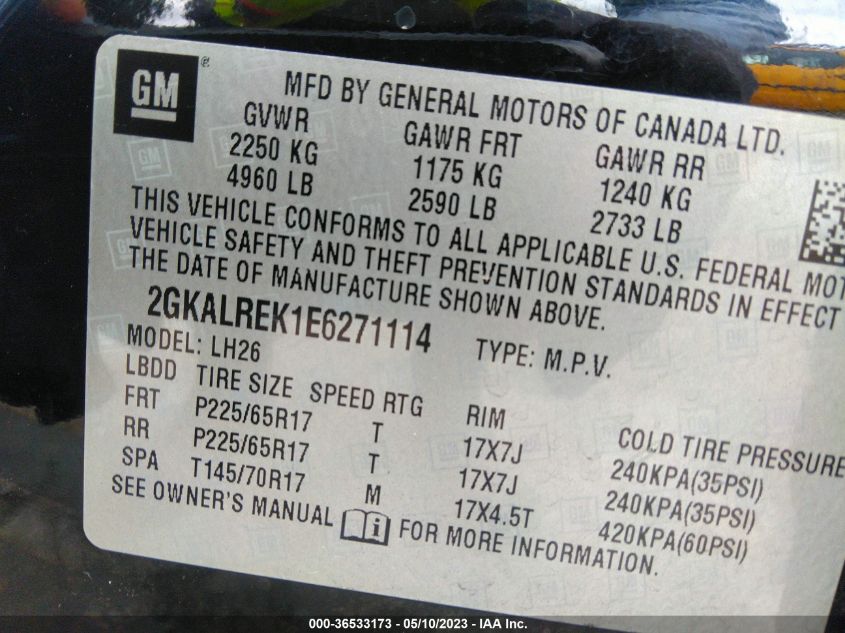 GM
MFD BY GENERAL MOTORS OF CANADA LTD.
GVWR GAWR FRT GAWR RR
2250 KG 1175 KG 1240 KG
4960 LB 2590 LB 2733 LB
THIS VEHICLE CONFORMS TO ALL APPLICABLE U.S. FEDERAL MOT
VEHICLE SAFETY AND THEFT PREVENTION STANDARDS IN EFFECT
THE DATE OF MANUFACTURE SHOWN ABOVE.
2GKALREK1E6271114 TYPE: M.P.V.
MODEL: LH26
LBDD TIRE SIZE SPEED RTG RIM COLD TIRE PRESSURE
FRT P225/65R17 T 17X7J 240KPA(35PSI)
RR P225/65R17 T 17X7J 240KPA(35PSI)
SPA T145/70R17 M 17X4.5T 420KPA(60PSI)
SEE OWNER'S MANUAL i FOR MORE INFORMATION.
000-36533173 - 05/10/2023 - IAA Inc.